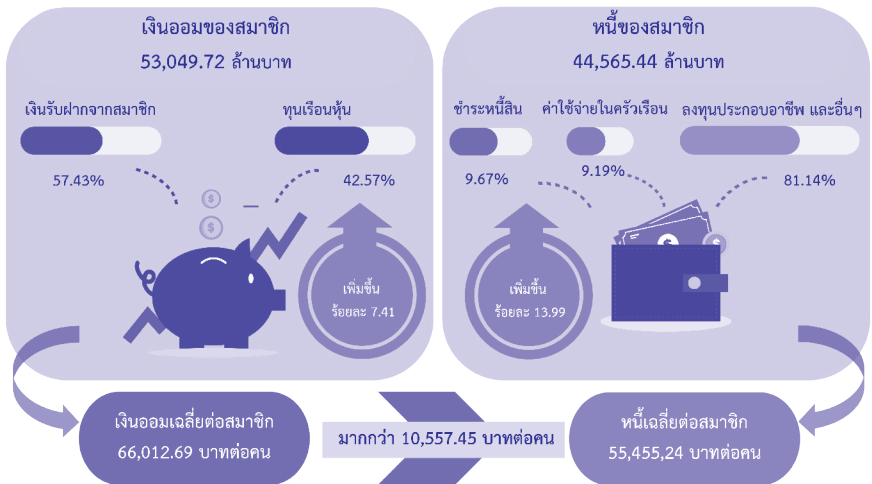 เงินออมของสมาชิก
53,049.72 ล้านบาท
เงินรับฝากจากสมาชิก
ทุนเรือนหุ้น
57.43%
42.57%
$
$
เพิ่มขึ้น
ร้อยละ 7.41
หนี้ของสมาชิก
44,565.44 ล้านบาท
ชำระหนี้สิน
ค่าใช้จ่ายในครัวเรือน
ลงทุนประกอบอาชีพ และอื่นๆ
9.67%
9.19%
81.14%
$
$
เพิ่มขึ้น
ร้อยละ 13.99
เงินออมเฉลี่ยต่อสมาชิก
66,012.69 บาทต่อคน
มากกว่า 10,557.45 บาทต่อคน
หนี้เฉลี่ยต่อสมาชิก
55,455,24 บาทต่อคน